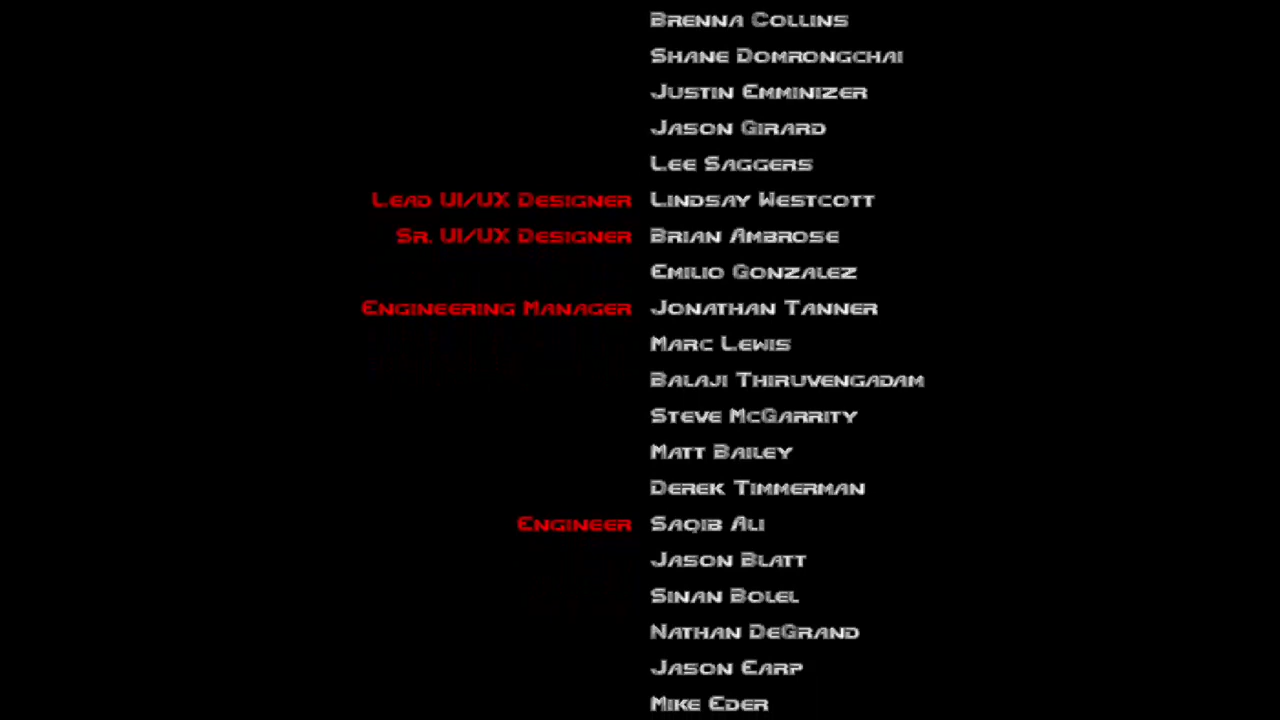 Brenna Collins
Shane Domrongchai
Justin Emminizer
Jason Girard
Lee Saggers
Lead UI/UX Designer Lindsay Westcott
Sr. UI/UX Designer Brian Ambrose
Emilio Gonzalez
Engineering Manager Jonathan Tanner
Marc Lewis
Balaji Thiruvengadam
Steve McGarrity
Matt Bailey
Derek Timmerman
Engineer Saqib Ali
Jason Blatt
Sinan Bolel
Nathan DeGrand
Jason Earp
Mike Eder